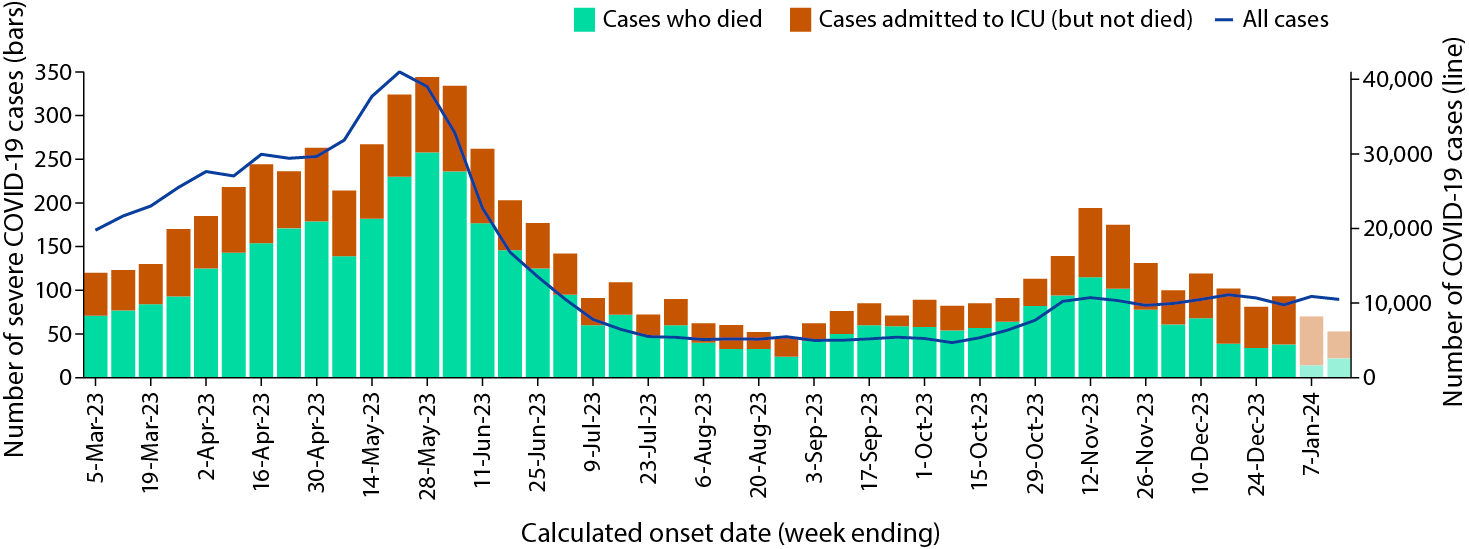 Cases who died Cases admitted to ICU (but not died) All cases
Number of severe COVID-19 cases (bars)
350
300
250
200
150
100
50
0
40,000
30,000
20,000
10,000
0
Number of COVID-19 cases (line)
5-Mar-23
19-Mar-23
2-Apr-23
16-Apr-23
30-Apr-23
14-May-23
28-May-23
11-Jun-23
25-Jun-23
9-Jul-23
23-Jul-23
6-Aug-23
20-Aug-23
3-Sep-23
17-Sep-23
1-Oct-23
15-Oct-23
29-Oct-23
12-Nov-23
26-Nov-23
10-Dec-23
24-Dec-23
7-Jan-24
Calculated onset date (week ending)